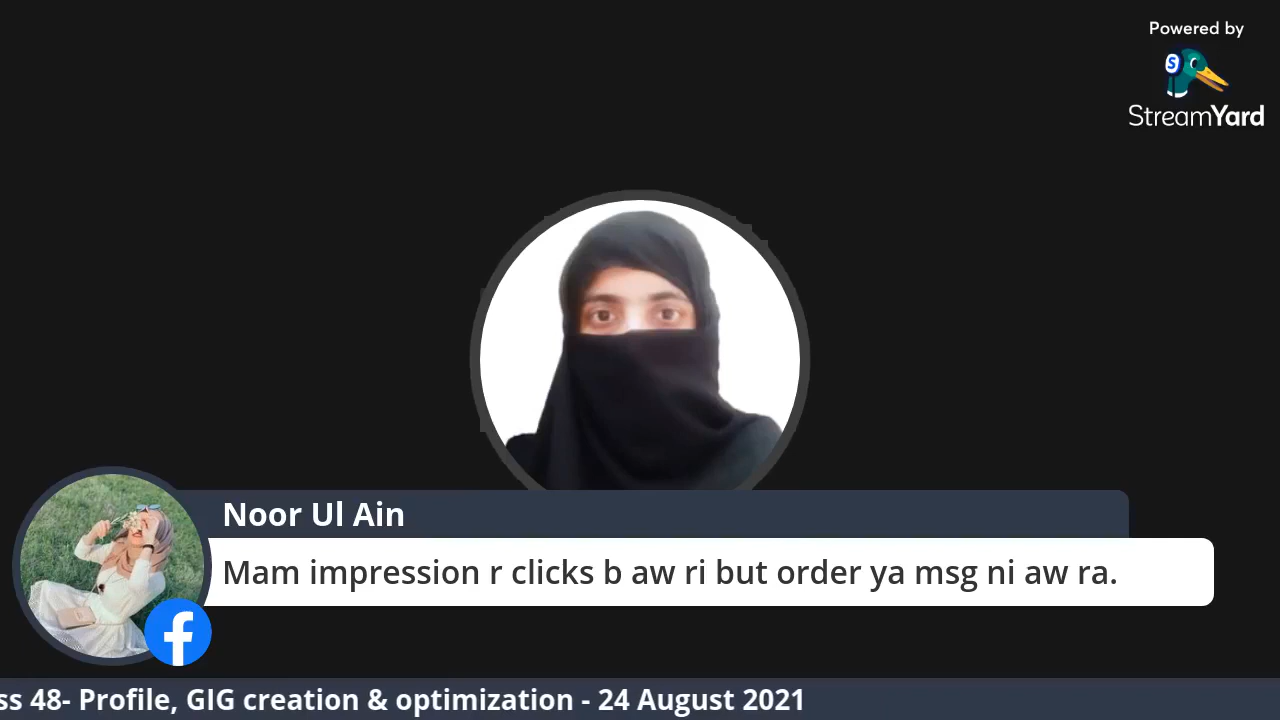 Powered by
S
StreamYard
Noor Ul Ain
Mam impression r clicks b aw ri but order ya msg ni aw ra.
ss 48- Profile, GIG creation & optimization - 24 August 2021